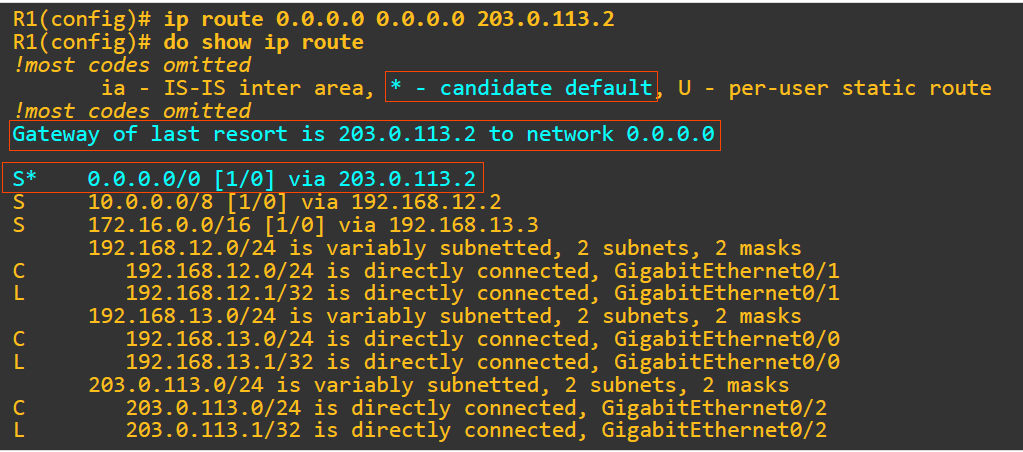 R1(config)# ip route 0.0.0.0 0.0.0.0 203.0.113.2
R1(config)# do show ip route
!most codes omitted
ia - IS-IS inter area, * - candidate default, U - per-user static route
!most codes omitted
Gateway of last resort is 203.0.113.2 to network 0.0.0.0
S* 0.0.0.0/0 [1/0] via 203.0.113.2
S 10.0.0.0/8 [1/0] via 192.168.12.2
S 172.16.0.0/16 [1/0] via 192.168.13.3
192.168.12.0/24 is variably subnetted, 2 subnets, 2 masks
C 192.168.12.0/24 is directly connected, GigabitEthernet0/1
L 192.168.12.1/32 is directly connected, GigabitEthernet0/1
192.168.13.0/24 is variably subnetted, 2 subnets, 2 masks
C 192.168.13.0/24 is directly connected, GigabitEthernet0/0
L 192.168.13.1/32 is directly connected, GigabitEthernet0/0
203.0.113.0/24 is variably subnetted, 2 subnets, 2 masks
C 203.0.113.0/24 is directly connected, GigabitEthernet0/2
L 203.0.113.1/32 is directly connected, GigabitEthernet0/2